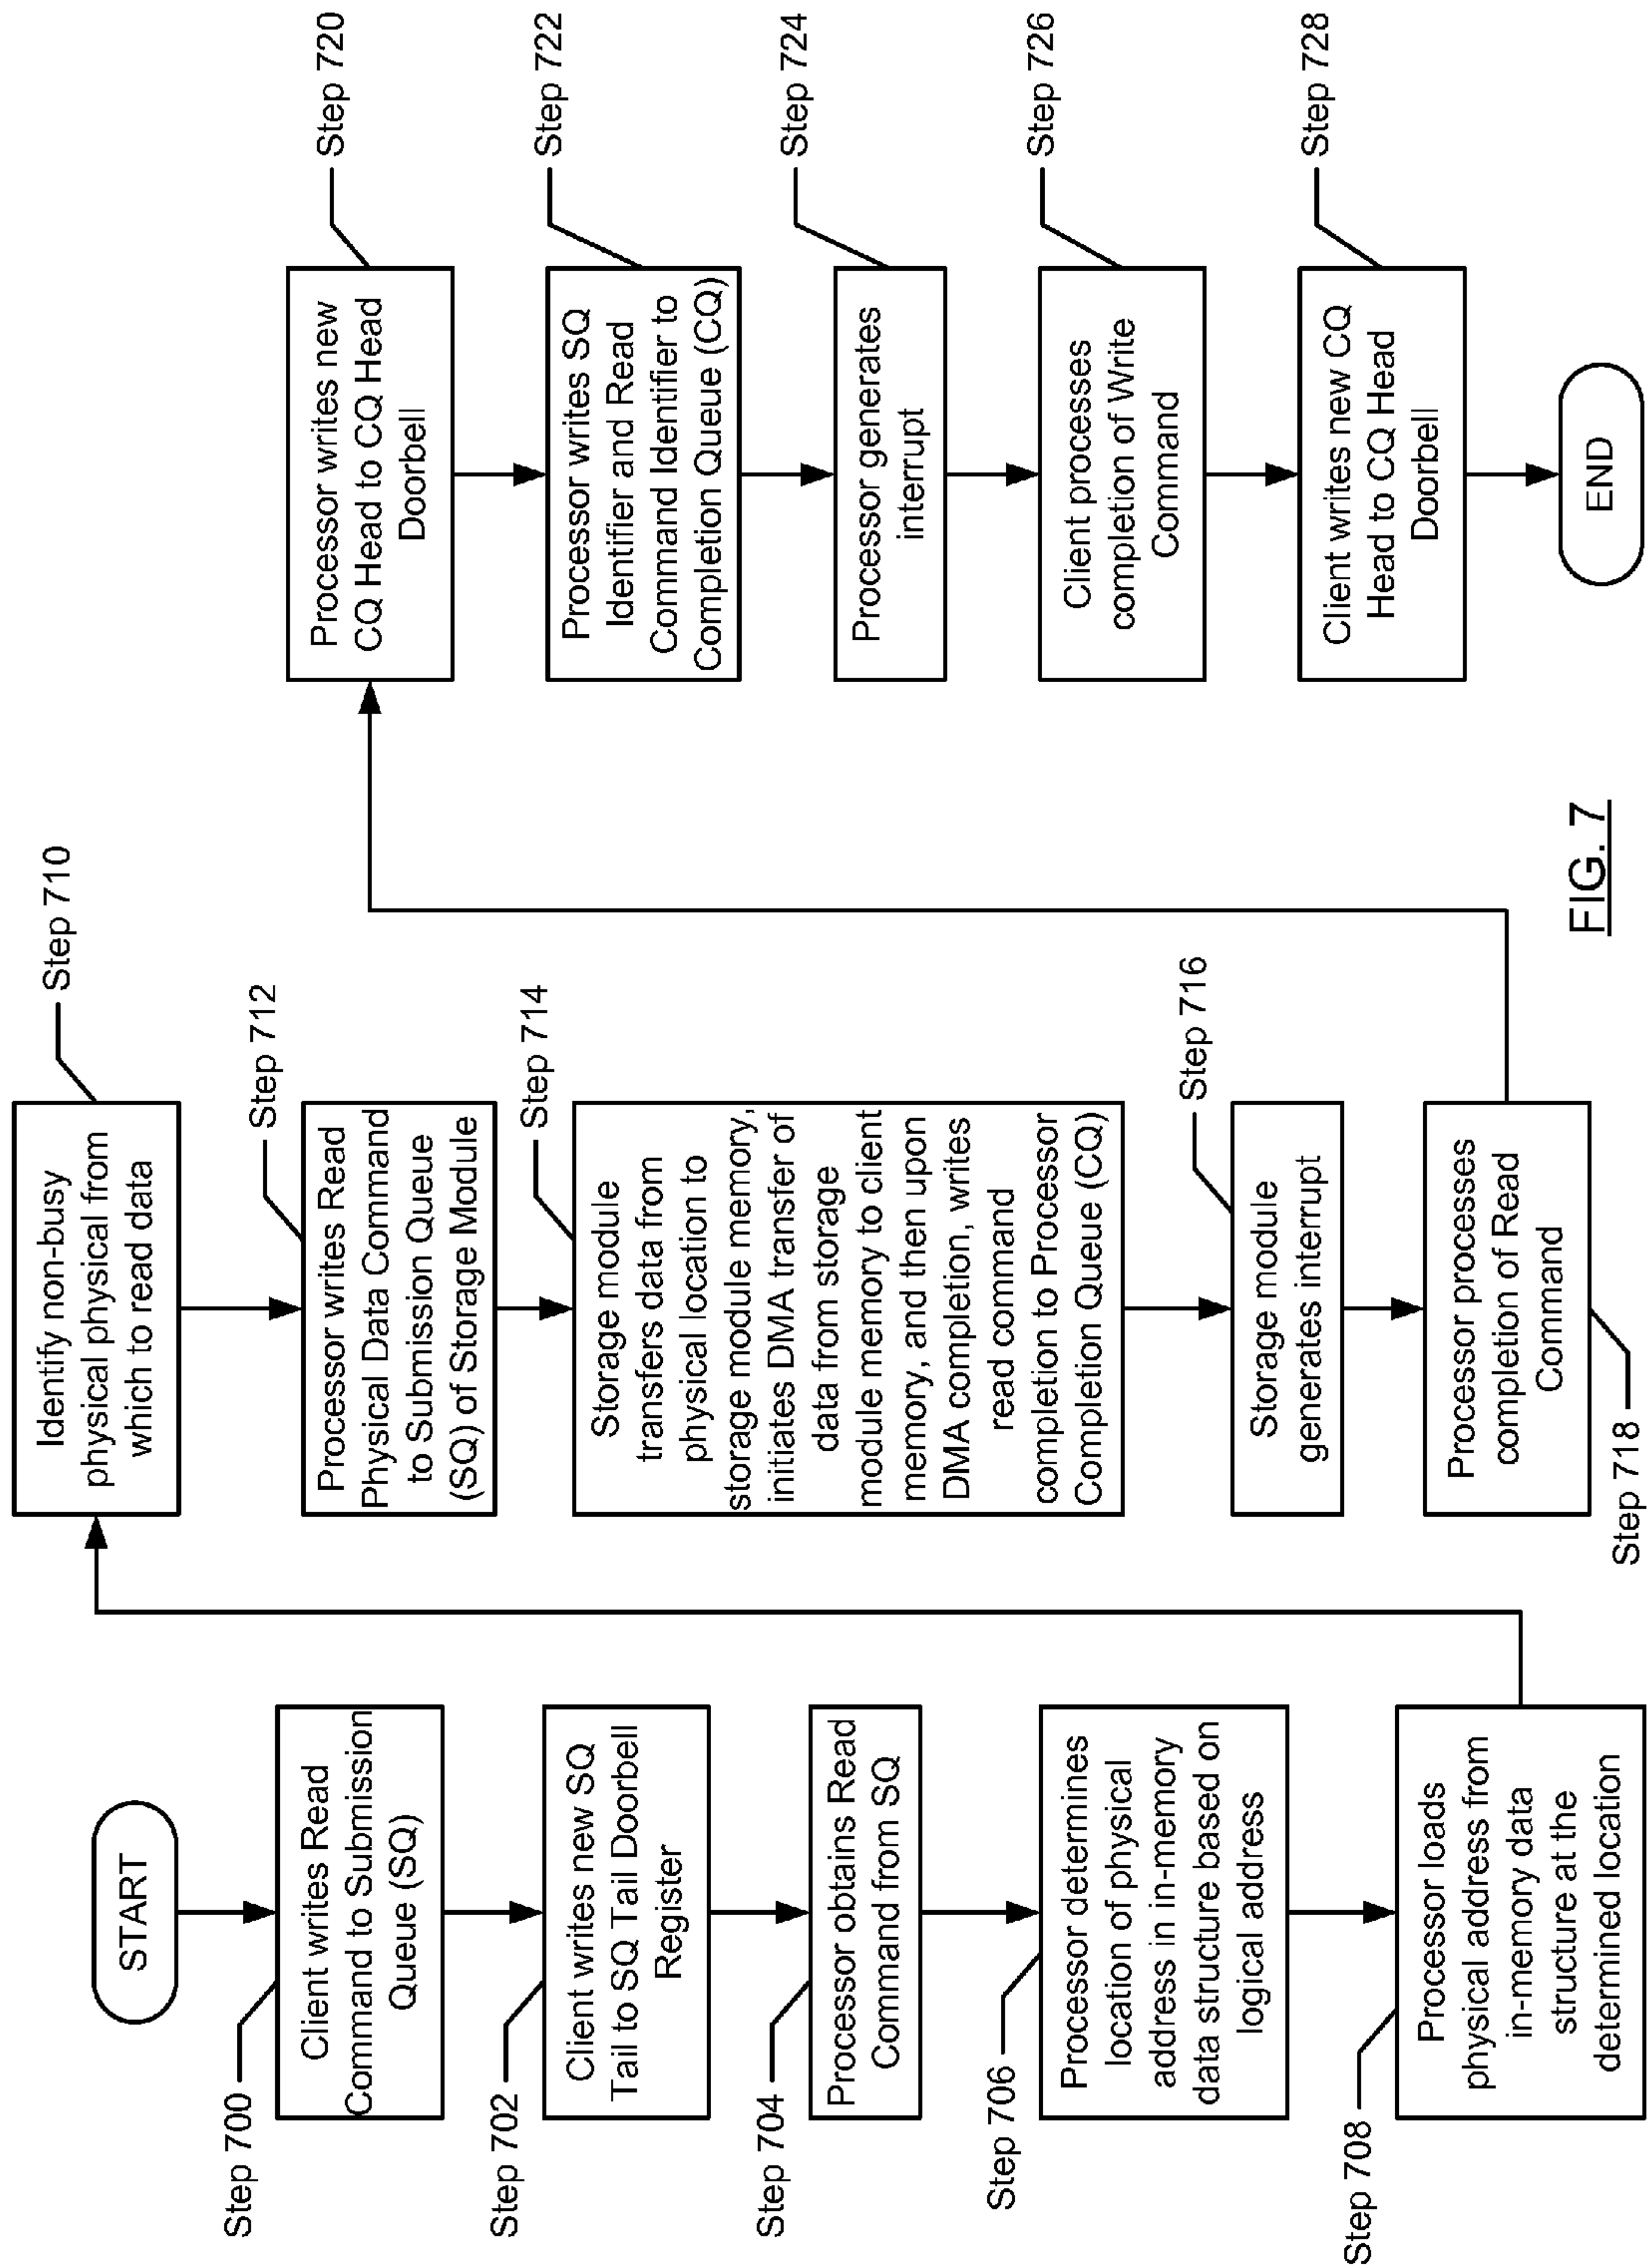 START
Step 700
Client writes Read
Command to Submission
Queue (SQ)
Step 702
Client writes new SQ
Tail to SQ Tail Doorbell
Register
Step 704
Processor obtains Read
Command from SQ
Step 706
Processor determines
location of physical
address in in-memory
data structure based on
logical address
Step 708
Processor loads
physical address from
in-memory data
structure at the
determined location
Step 710
Identify non-busy
physical physical from
which to read data
Step 712
Processor writes Read
Physical Data Command
to Submission Queue
(SQ) of Storage Module)
Step 714
Storage module
transfers data from
physical location to
storage module memory,
initiates DMA transfer of
data from storage
module memory to client
memory, and then upon
DMA completion, writes
read command
completion to Processor
Completion Queue (CQ)
Step 716
Storage module
generates interrupt
Processor processes
completion of Read
Command
Step 718
Step 720
Processor writes new
CQ Head to CQ Head
Doorbell
Step 722
Processor writes SQ
Identifier and Read
Command Identifier to
Completion Queue (CQ)
Step 724
Processor generates
interrupt
Step 726
Client processes
completion of Write
Command
Step 728
Client writes new CQ
Head to CQ Head
Doorbell
END
FIG. 7